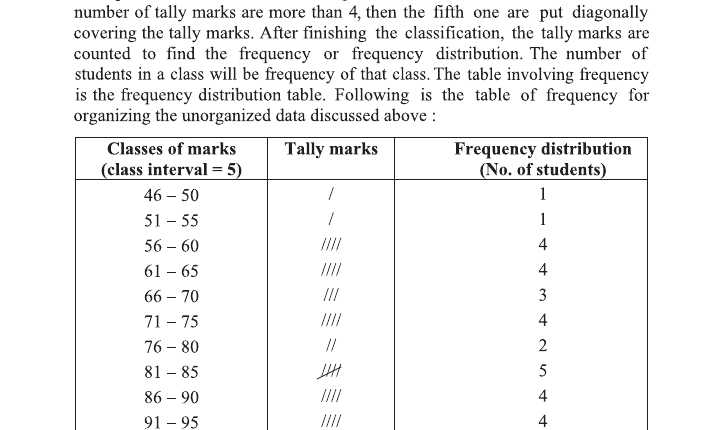 number of tally marks are more than 4, then the fifth one are put diagonally
covering the tally marks. After finishing the classification, the tally marks are
counted to find the frequency or frequency distribution. The number of
students in a class will be frequency of that class. The table involving frequency
is the frequency distribution table. Following is the table of frequency for
organizing the unorganized data discussed above :
Classes of marks (class interval = 5) Tally marks Frequency distribution (No. of students)
46 – 50 / 1
51 – 55 / 1
56 – 60 //// 4
61 – 65 //// 4
66 – 70 /// 3
71 – 75 //// 4
76 – 80 // 2
81 – 85 5
86 – 90 //// 4
91 – 95 //// 4